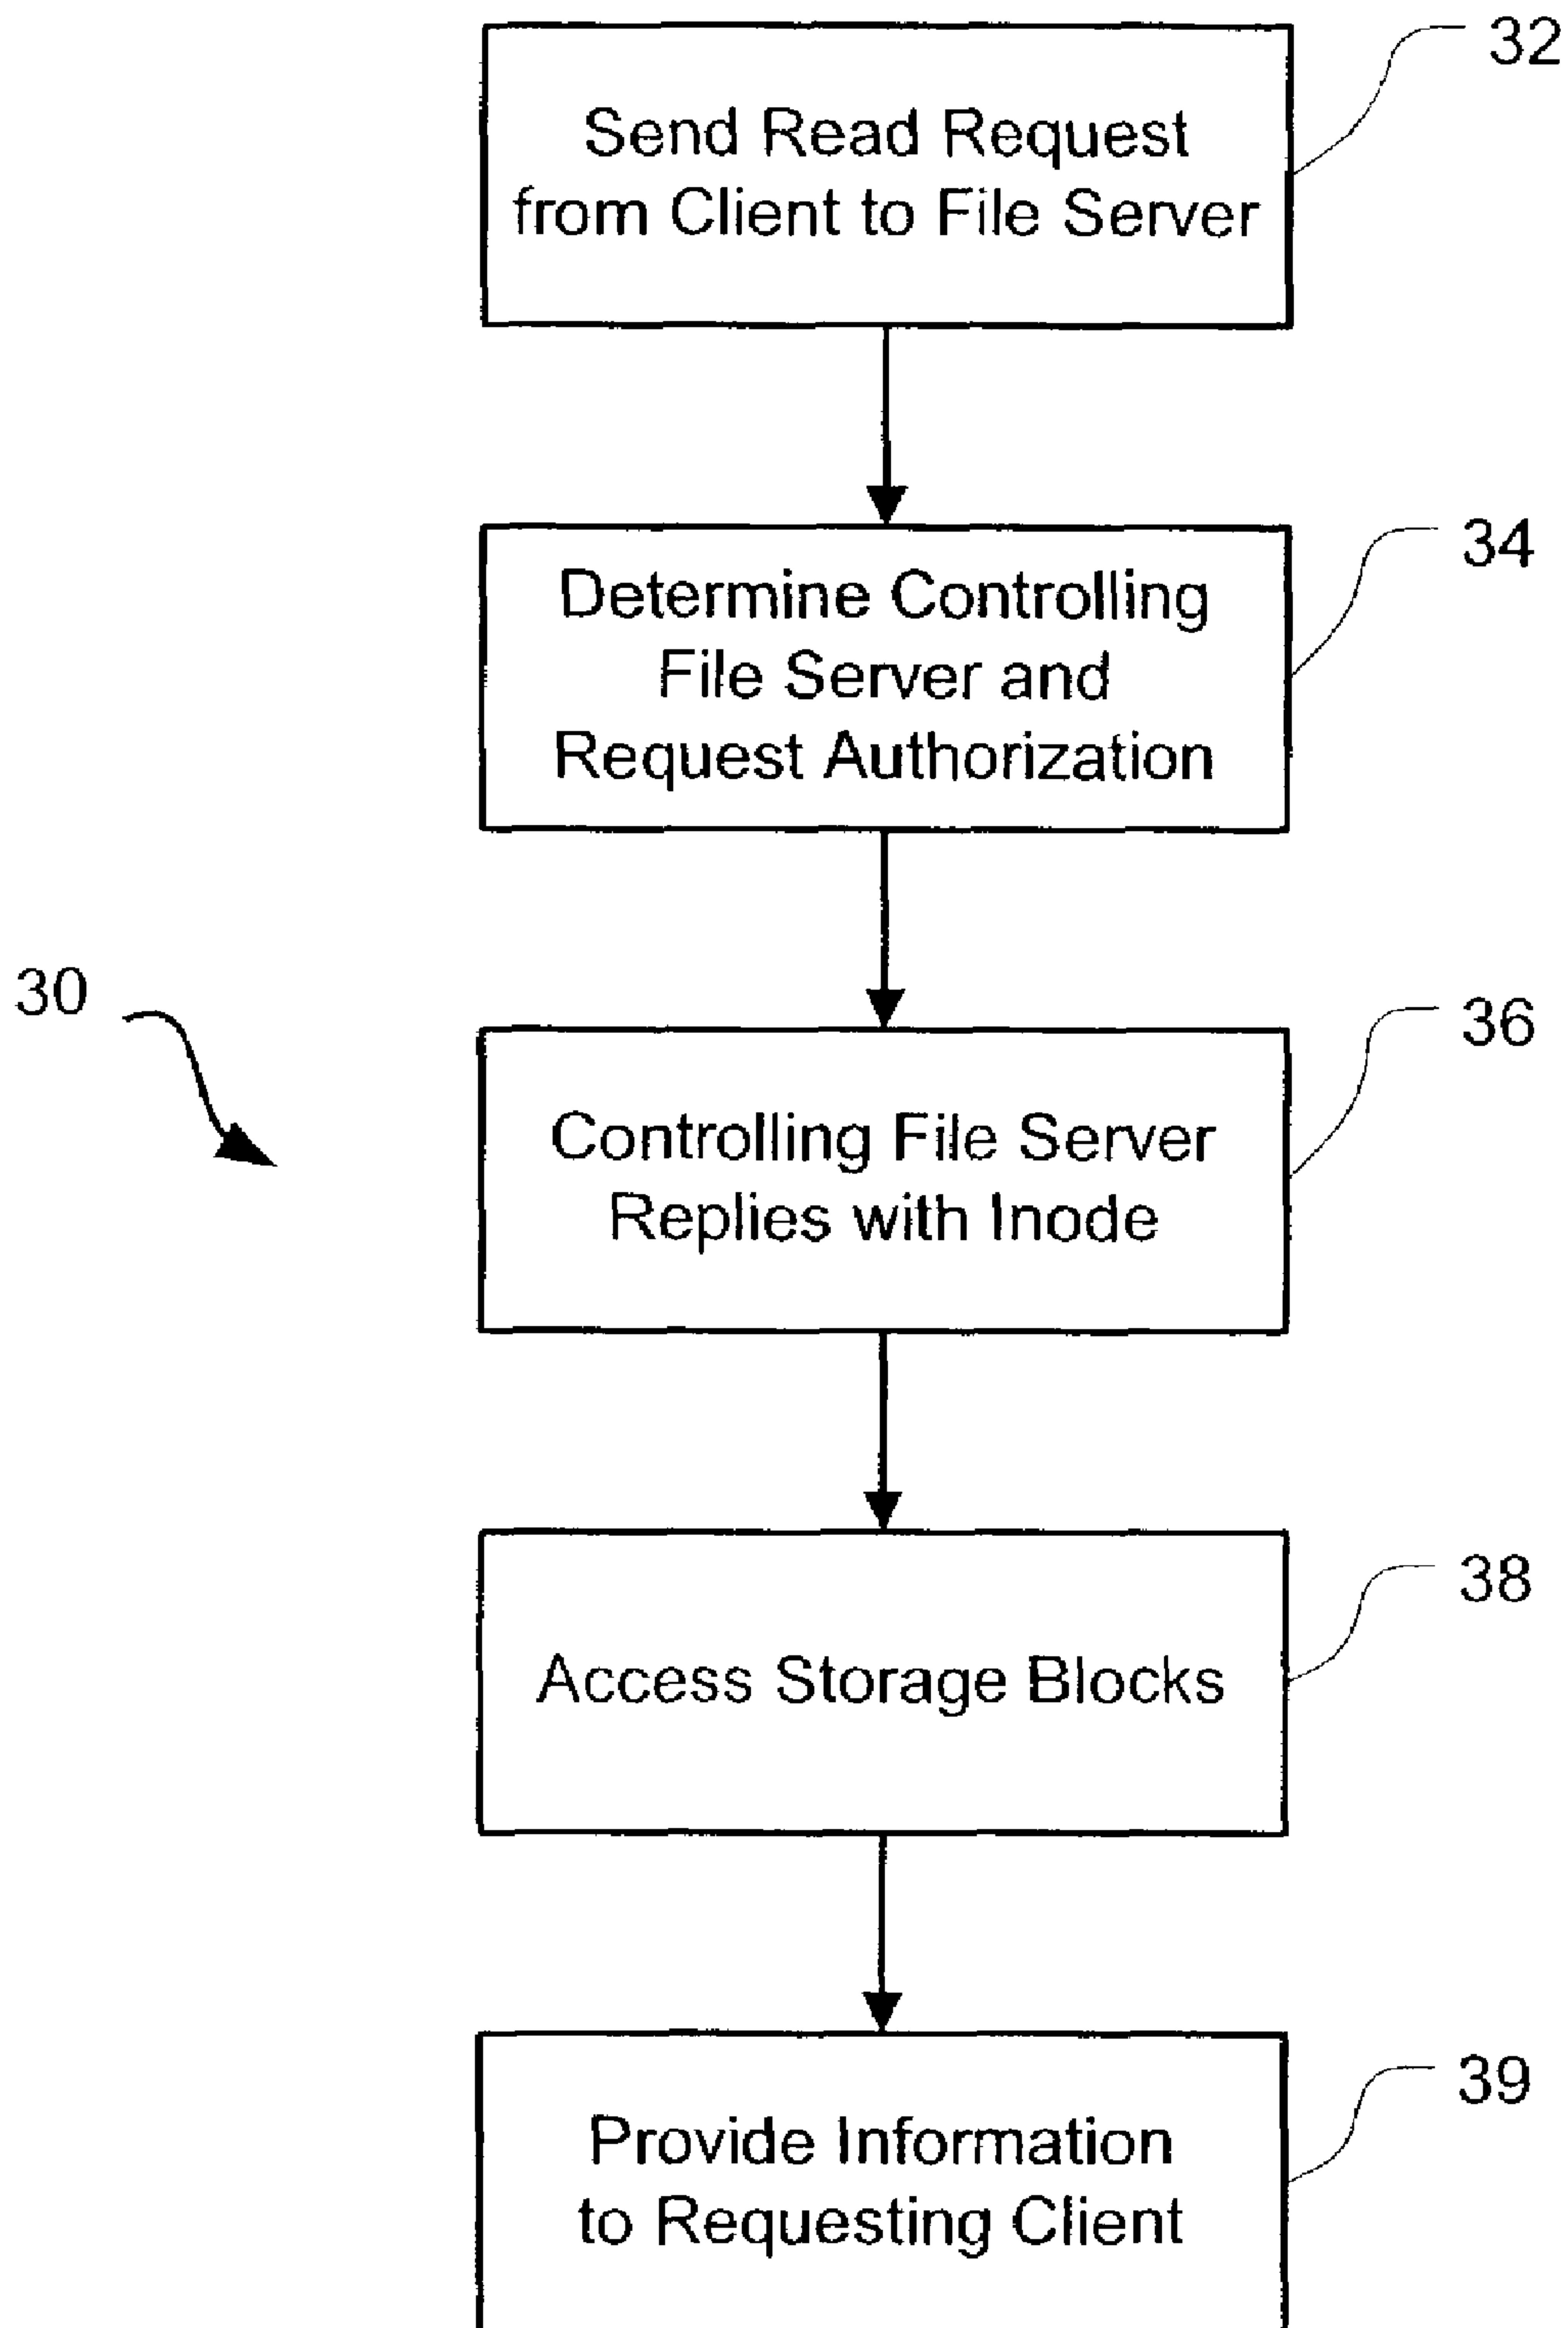 32
Send Read Request
from Client to File Server
34
Determine Controlling
File Server and
Request Authorization
30
36
Controlling File Server
Replies with Inode
38
Access Storage Blocks
39
Provide Information
to Requesting Client